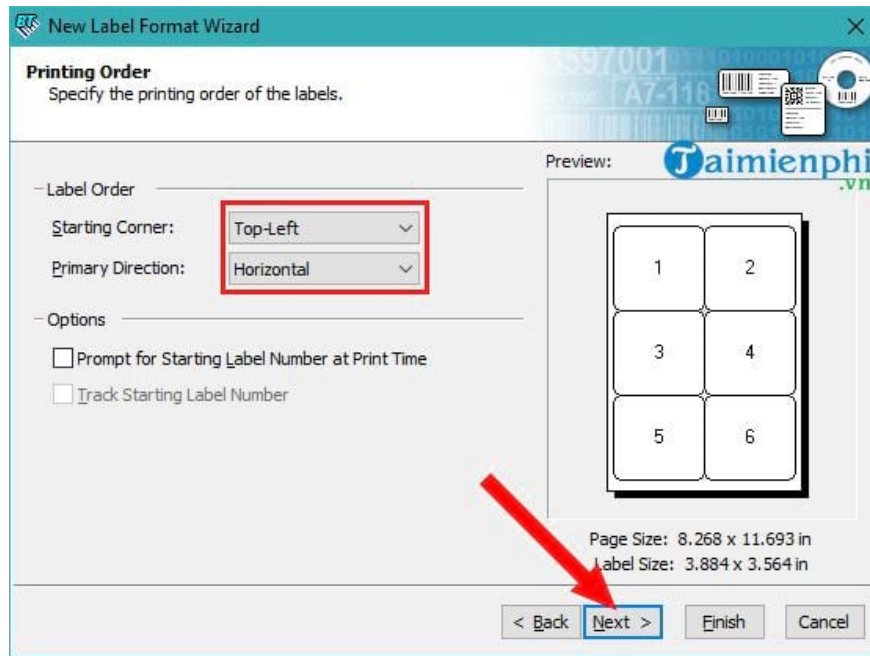 New Label Format Wizard
Printing Order
Specify the printing order of the labels.
3597001
A7-118
Preview:
Taimienphi
.vn
Label Order
Starting Corner: Top-Left
Primary Direction: Horizontal
Options
Prompt for Starting Label Number at Print Time
Track Starting Label Number
1 2
3 4
5 6
Page Size: 8.268 x 11.693 in
Label Size: 3.884 x 3.564 in
< Back Next > Finish Cancel